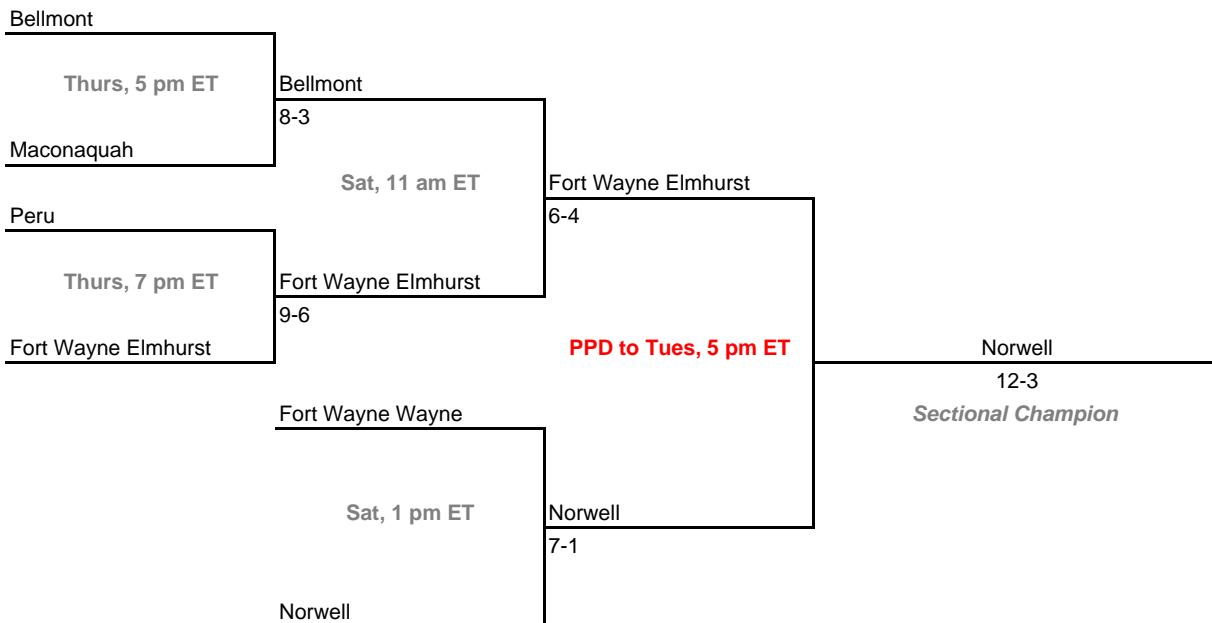 Bellmont
Thurs, 5 pm ET
Bellmont
8-3
Maconaquah
Sat, 11 am ET
Fort Wayne Elmhurst
6-4
Peru
Thurs, 7 pm ET
Fort Wayne Elmhurst
9-6
Fort Wayne Elmhurst
PPD to Tues, 5 pm ET
Norwell
12-3
Sectional Champion
Fort Wayne Wayne
Sat, 1 pm ET
Norwell
7-1
Norwell